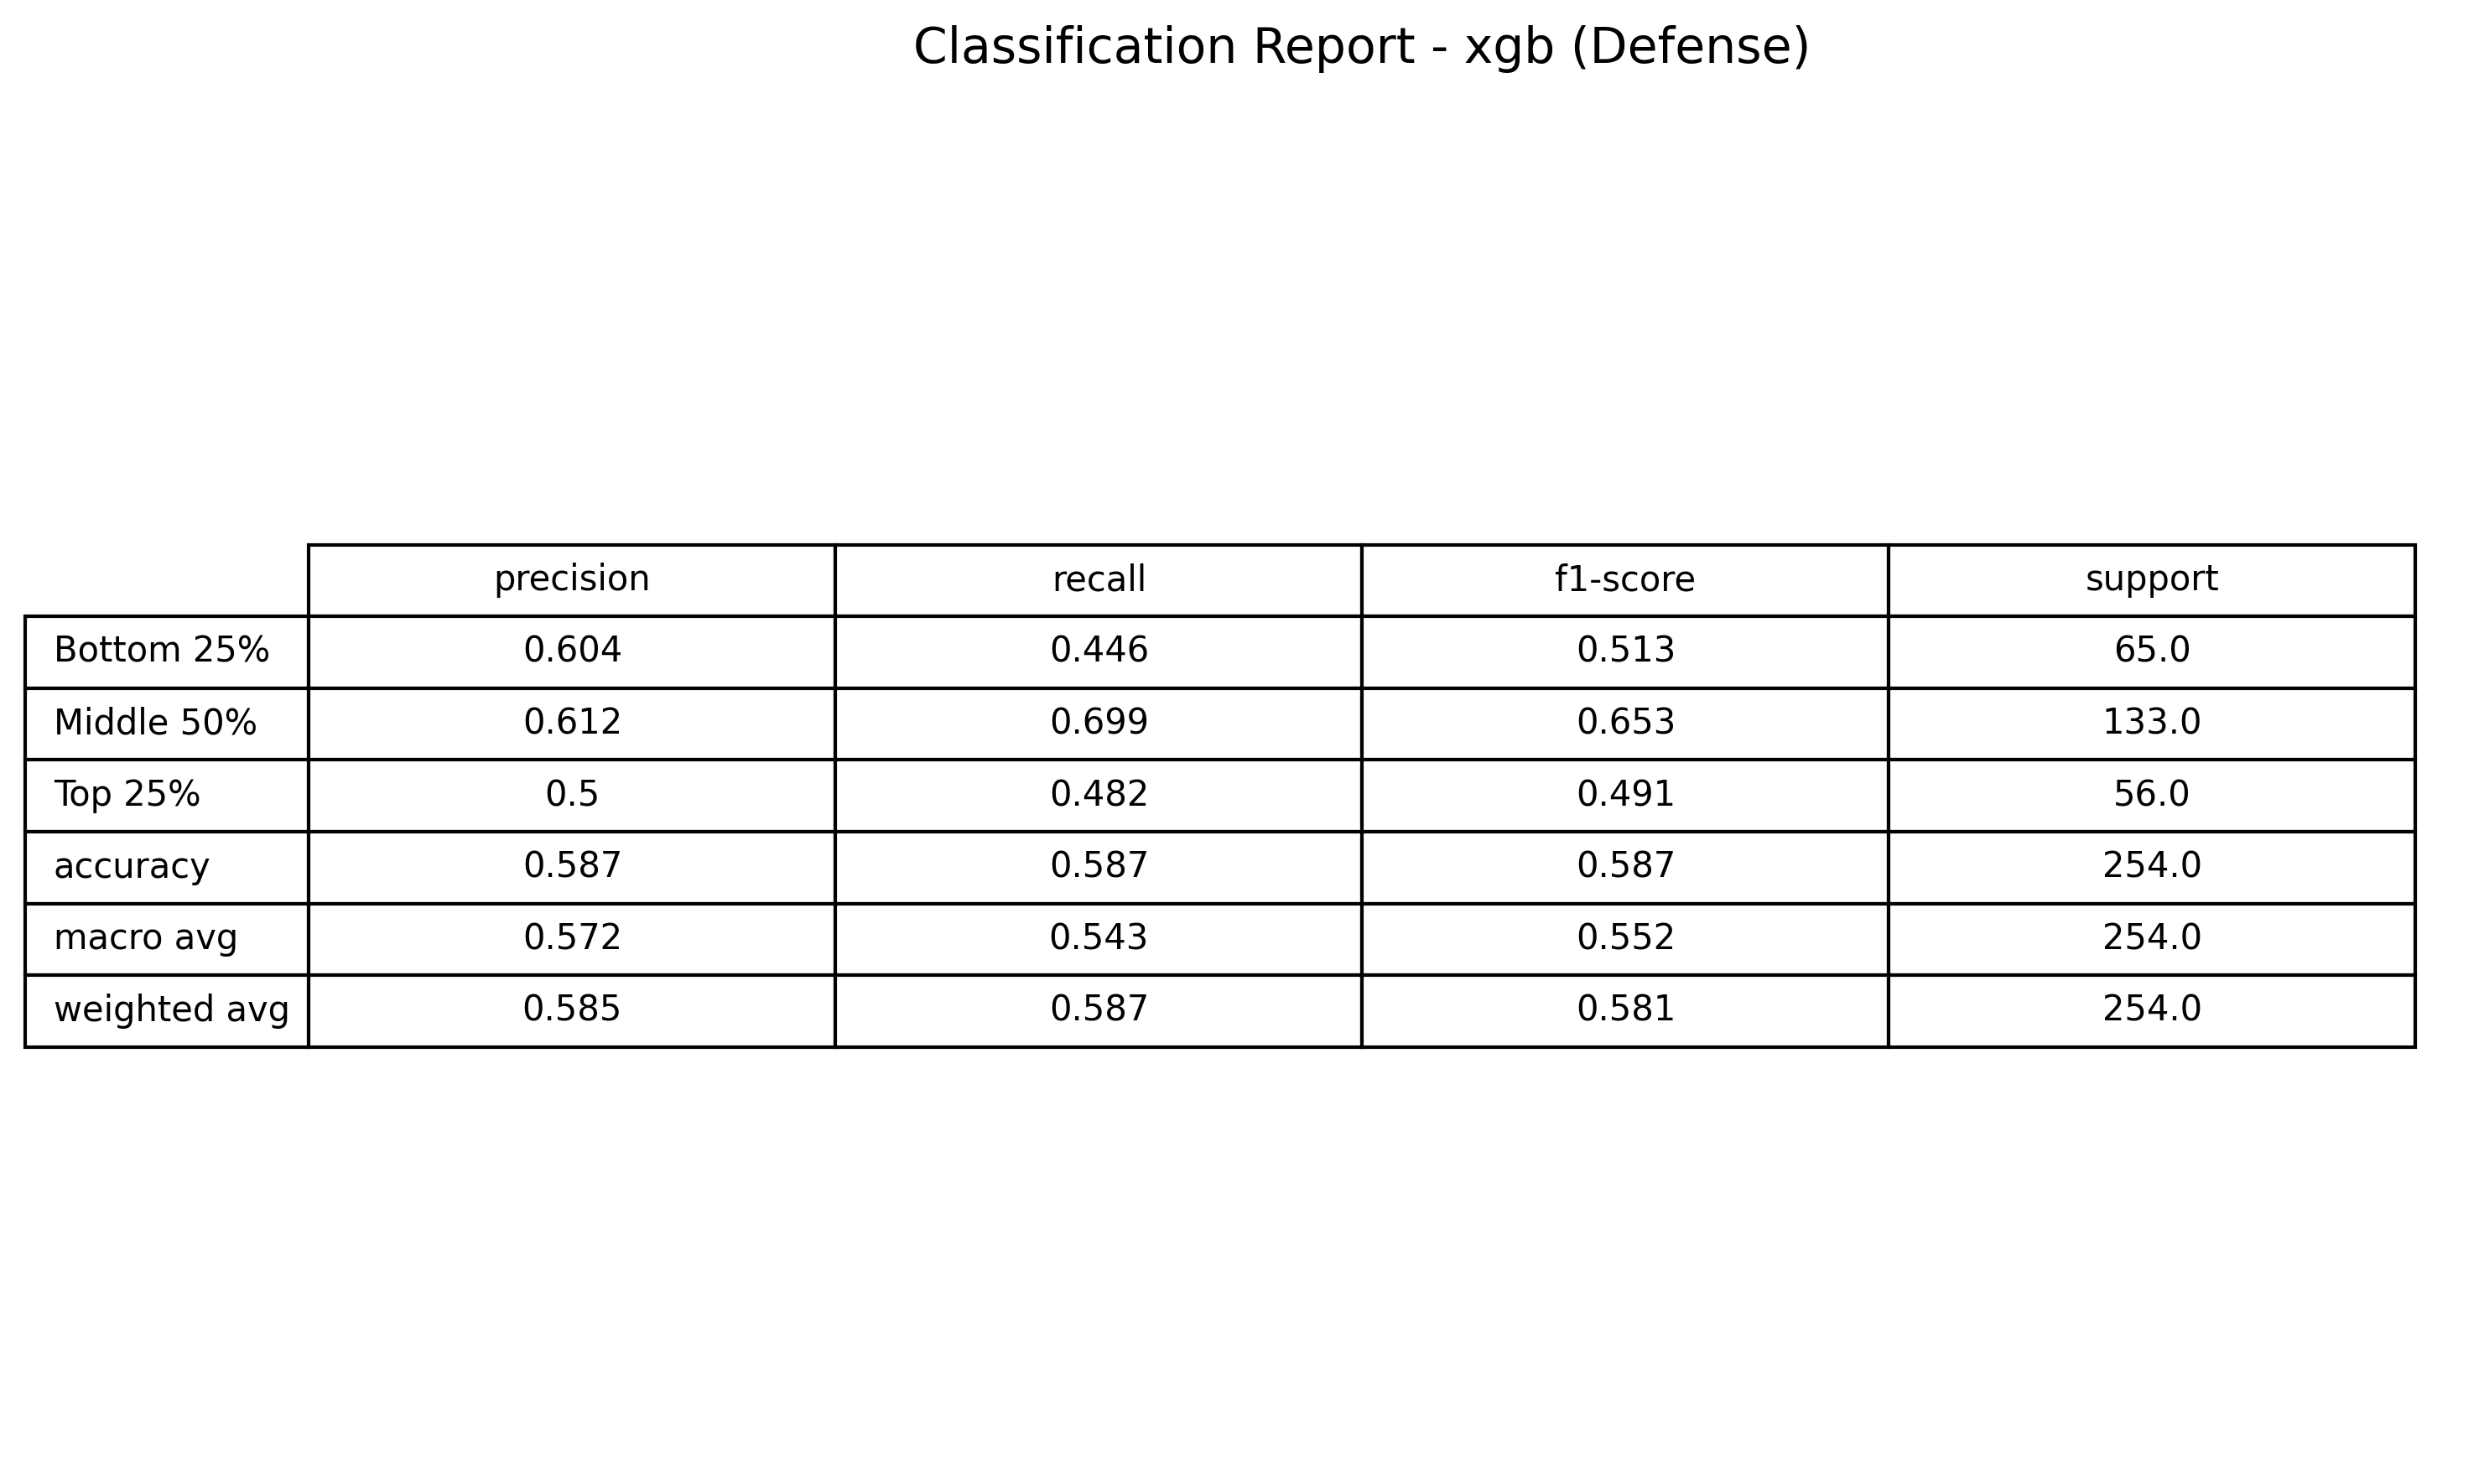 Classification Report - xgb (Defense)
precision recall f1-score support
Bottom 25% 0.604 0.446 0.513 65.0
Middle 50% 0.612 0.699 0.653 133.0
Top 25% 0.5 0.482 0.491 56.0
accuracy 0.587 0.587 0.587 254.0
macro avg 0.572 0.543 0.552 254.0
weighted avg 0.585 0.587 0.581 254.0